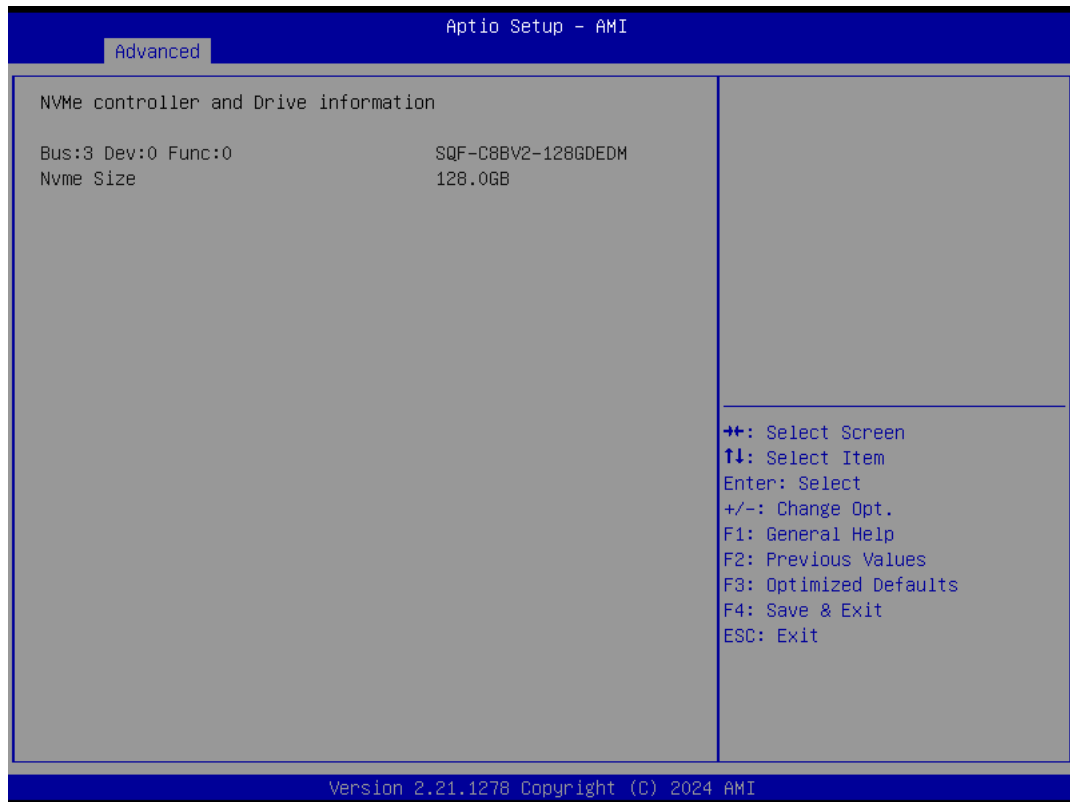 Aptio Setup – AMI
Advanced
NVMe controller and Drive information
Bus:3 Dev:0 Func:0 SQF-C8BV2-128GDEDM
Nvme Size 128.0GB
→←: Select Screen
↑↓: Select Item
Enter: Select
+/-: Change Opt.
F1: General Help
F2: Previous Values
F3: Optimized Defaults
F4: Save & Exit
ESC: Exit
Version 2.21.1278 Copyright (C) 2024 AMI